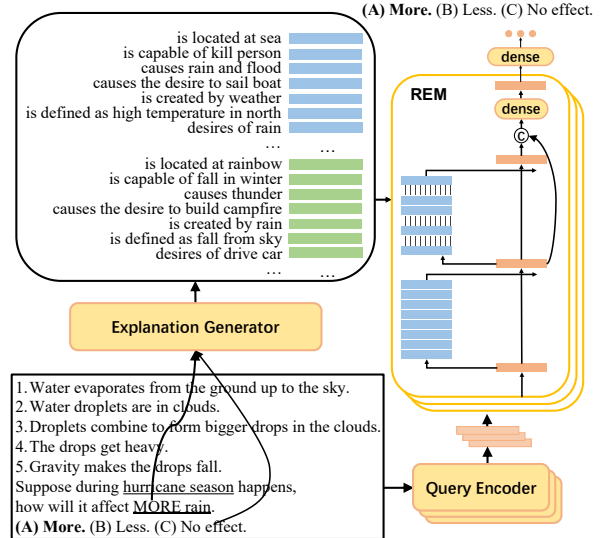 (A) More. (B) Less. (C) No effect.
is located at sea
is capable of kill person
causes rain and flood
causes the desire to sail boat
is created by weather
is defined as high temperature in north
desires of rain
... ...
is located at rainbow
is capable of fall in winter
causes thunder
causes the desire to build campfire
is created by rain
is defined as fall from sky
desires of drive car
... ...
dense
REM
dense
C
Explanation Generator
1. Water evaporates from the ground up to the sky.
2. Water droplets are in clouds.
3. Droplets combine to form bigger drops in the clouds.
4. The drops get heavy.
5. Gravity makes the drops fall.
Suppose during hurricane season happens,
how will it affect MORE rain.
(A) More. (B) Less. (C) No effect.
Query Encoder